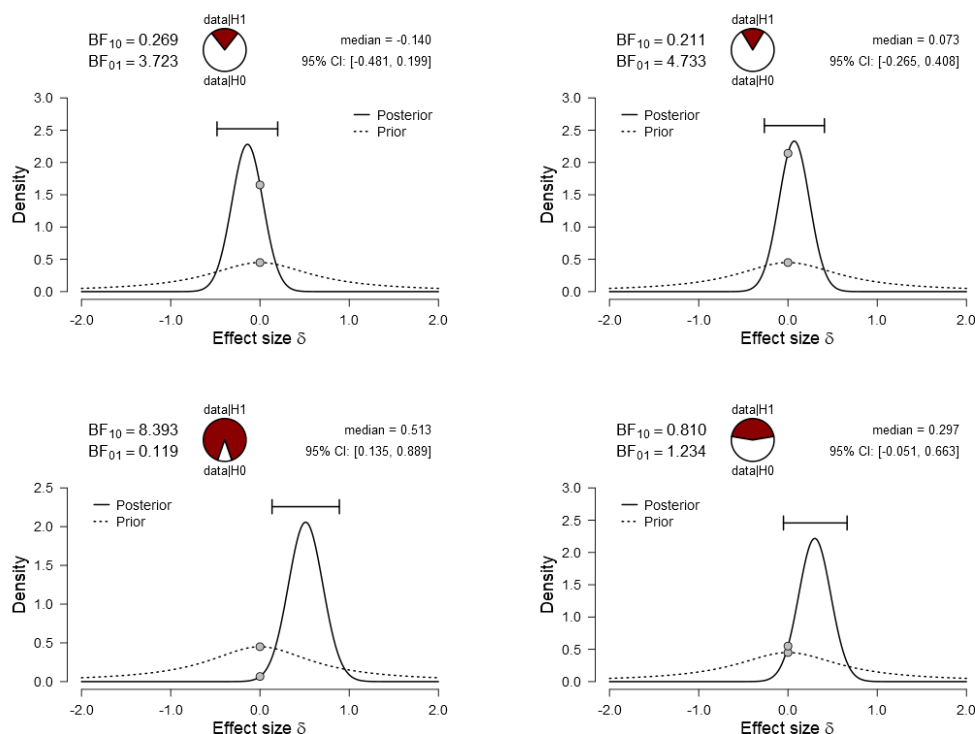 data|H1
BF10 = 0.269
BF01 = 3.723
data|H0
median = -0.140
95% CI: [-0.481, 0.199]
Posterior
Prior
Density
3.0
2.5
2.0
1.5
1.0
0.5
0.0
-2.0 -1.0 0.0 1.0 2.0
Effect size δ
data|H1
BF10 = 0.211
BF01 = 4.733
data|H0
median = 0.073
95% CI: [-0.265, 0.408]
Posterior
Prior
Density
3.0
2.5
2.0
1.5
1.0
0.5
0.0
-2.0 -1.0 0.0 1.0 2.0
Effect size δ
data|H1
BF10 = 8.393
BF01 = 0.119
data|H0
median = 0.513
95% CI: [0.135, 0.889]
Posterior
Prior
Density
2.5
2.0
1.5
1.0
0.5
0.0
-2.0 -1.0 0.0 1.0 2.0
Effect size δ
data|H1
BF10 = 0.810
BF01 = 1.234
data|H0
median = 0.297
95% CI: [-0.051, 0.663]
Posterior
Prior
Density
3.0
2.5
2.0
1.5
1.0
0.5
0.0
-2.0 -1.0 0.0 1.0 2.0
Effect size δ